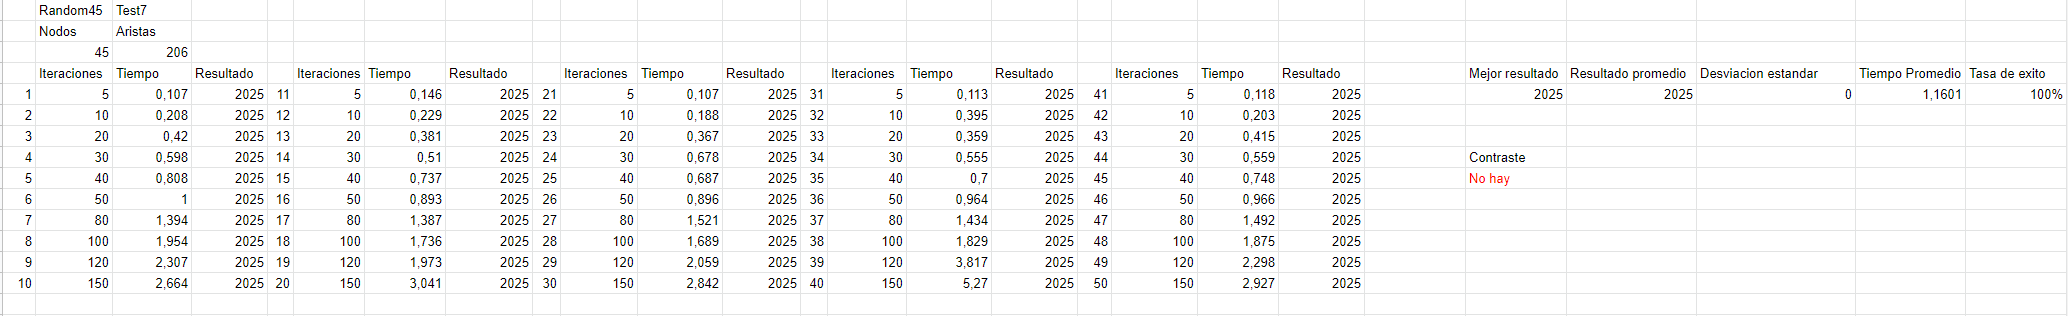 Random45 Test7
Nodos Aristas
45 206
Iteraciones Tiempo Resultado Iteraciones Tiempo Resultado Iteraciones Tiempo Resultado Iteraciones Tiempo Resultado Iteraciones Tiempo Resultado Mejor resultado Resultado promedio Desviacion estandar Tiempo Promedio Tasa de exito
1 5 0,107 2025 11 5 0,146 2025 21 5 0,107 2025 31 5 0,113 2025 41 5 0,118 2025 2025 2025 0 1,1601 100%
2 10 0,208 2025 12 10 0,229 2025 22 10 0,188 2025 32 10 0,395 2025 42 10 0,203 2025
3 20 0,42 2025 13 20 0,381 2025 23 20 0,367 2025 33 20 0,359 2025 43 20 0,415 2025
4 30 0,598 2025 14 30 0,51 2025 24 30 0,678 2025 34 30 0,555 2025 44 30 0,559 2025 Contraste
5 40 0,808 2025 15 40 0,737 2025 25 40 0,687 2025 35 40 0,7 2025 45 40 0,748 2025 No hay
6 50 1 2025 16 50 0,893 2025 26 50 0,896 2025 36 50 0,964 2025 46 50 0,966 2025
7 80 1,394 2025 17 80 1,387 2025 27 80 1,521 2025 37 80 1,434 2025 47 80 1,492 2025
8 100 1,954 2025 18 100 1,736 2025 28 100 1,689 2025 38 100 1,829 2025 48 100 1,875 2025
9 120 2,307 2025 19 120 1,973 2025 29 120 2,059 2025 39 120 3,817 2025 49 120 2,298 2025
10 150 2,664 2025 20 150 3,041 2025 30 150 2,842 2025 40 150 5,27 2025 50 150 2,927 2025